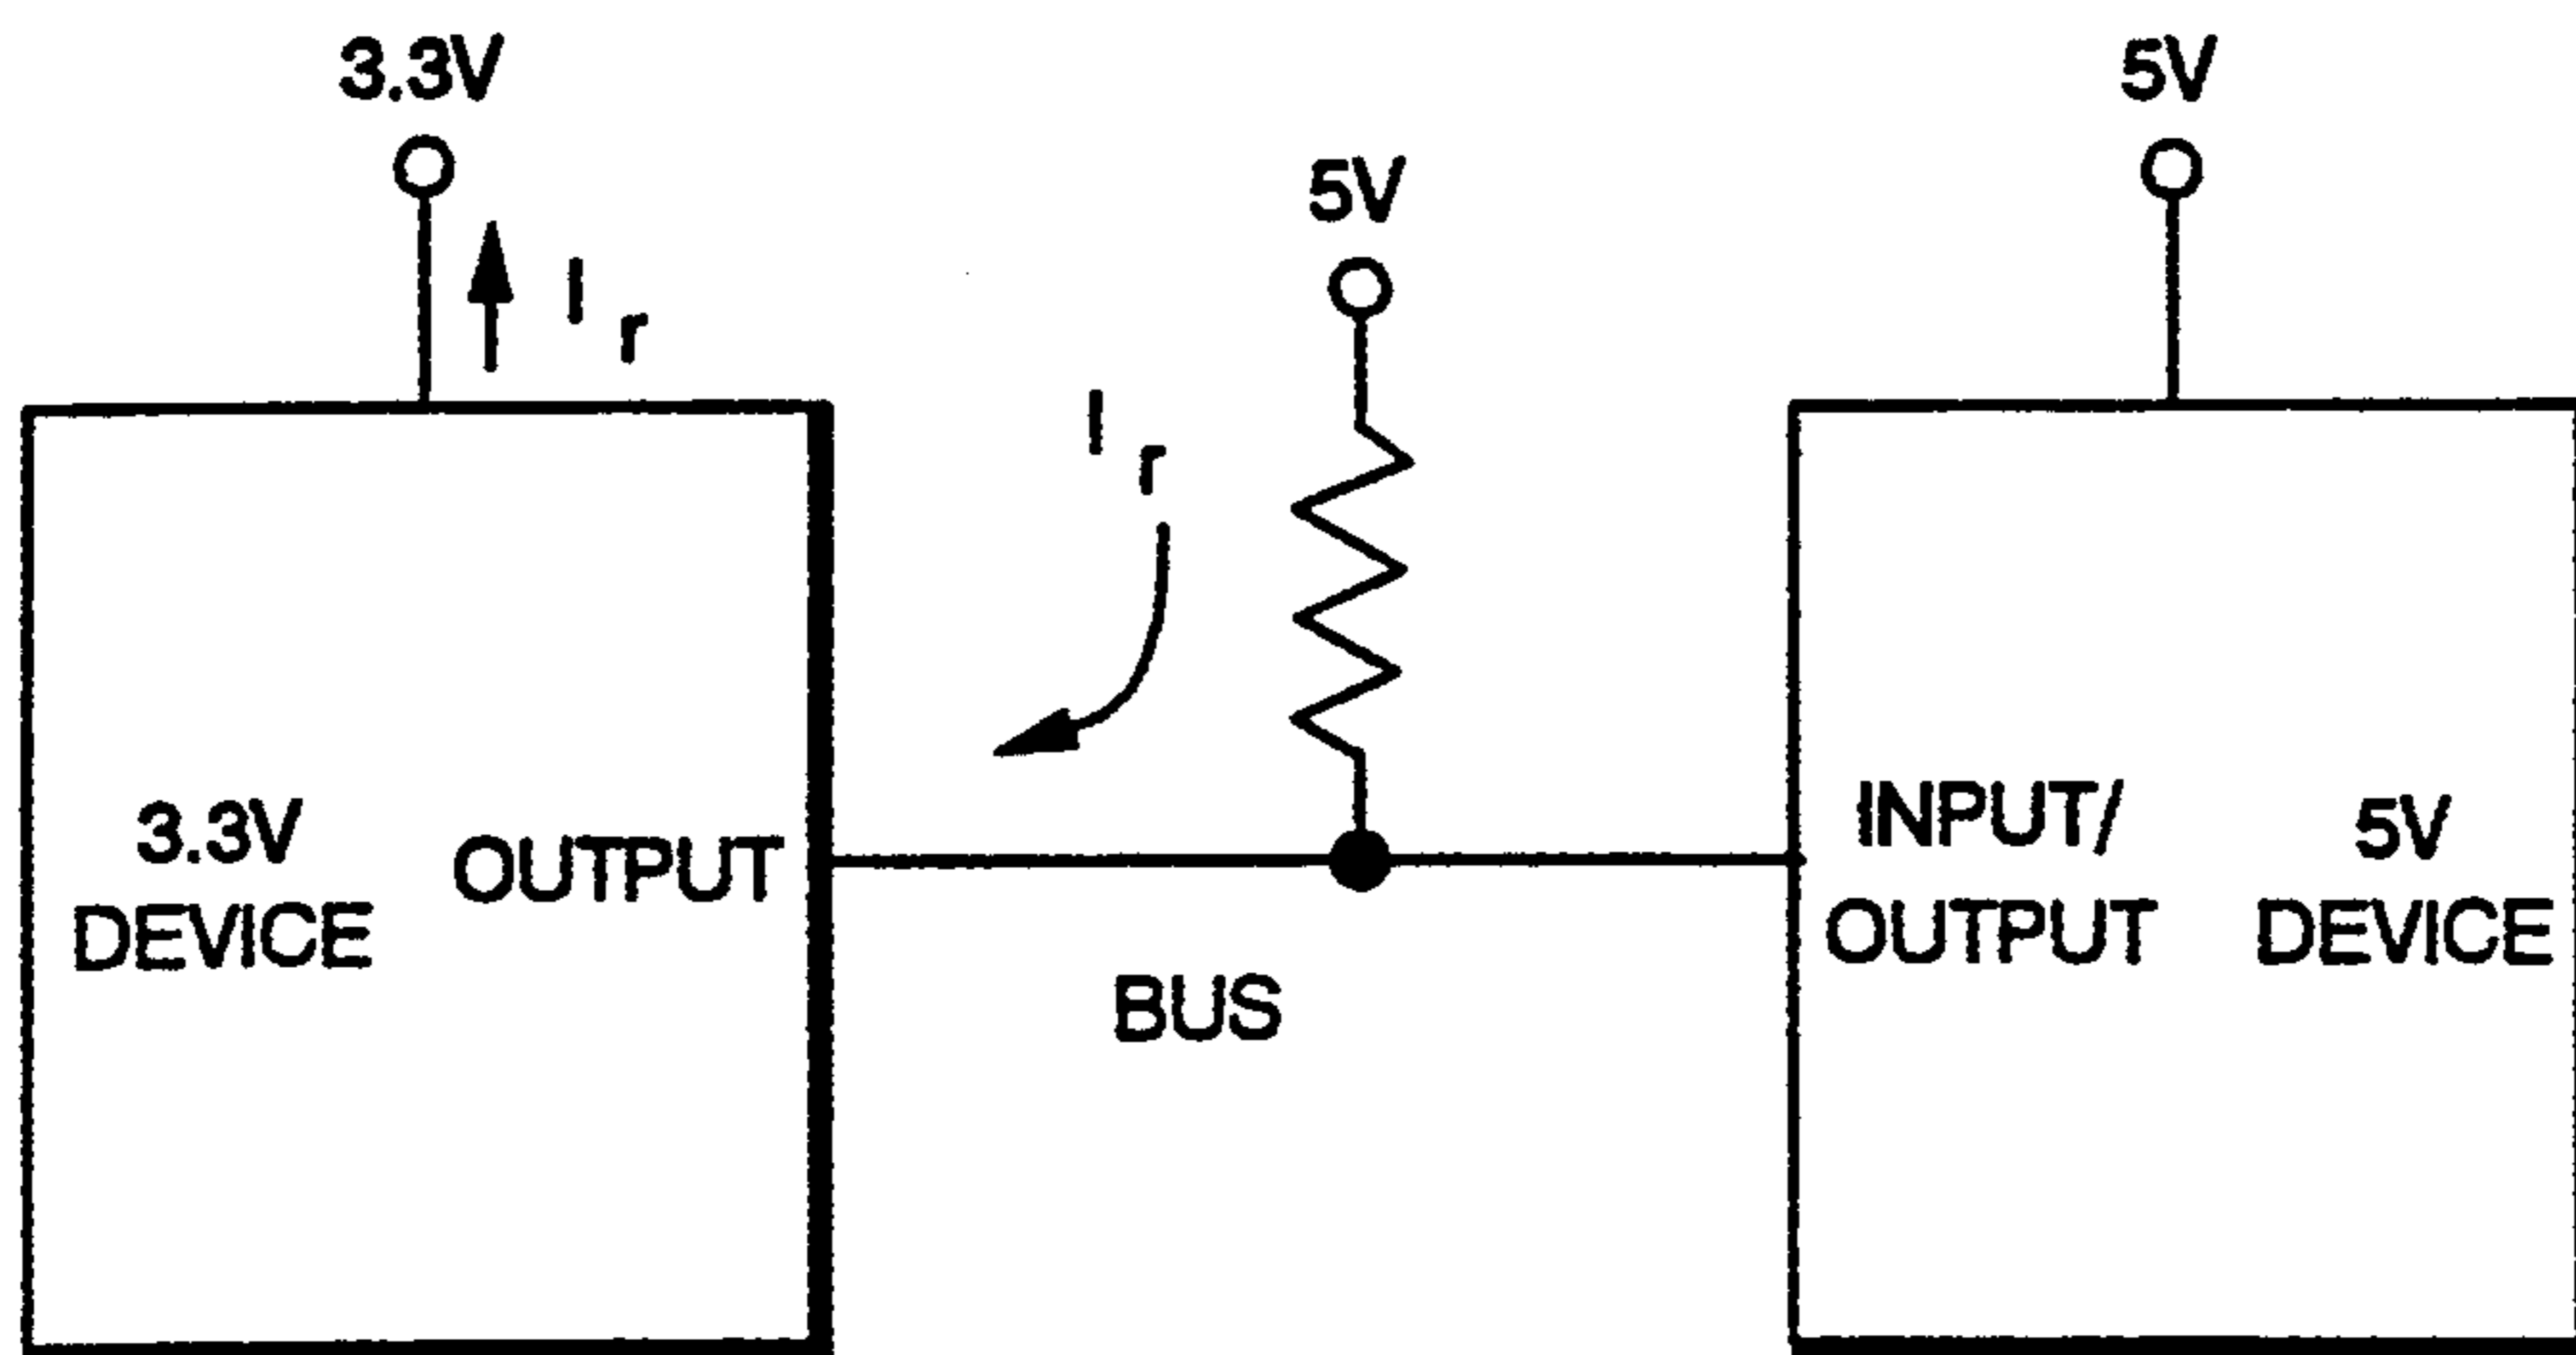 3.3V
5V
5V
I r
I r
3.3V
DEVICE
OUTPUT
BUS
INPUT/
OUTPUT
5V
DEVICE